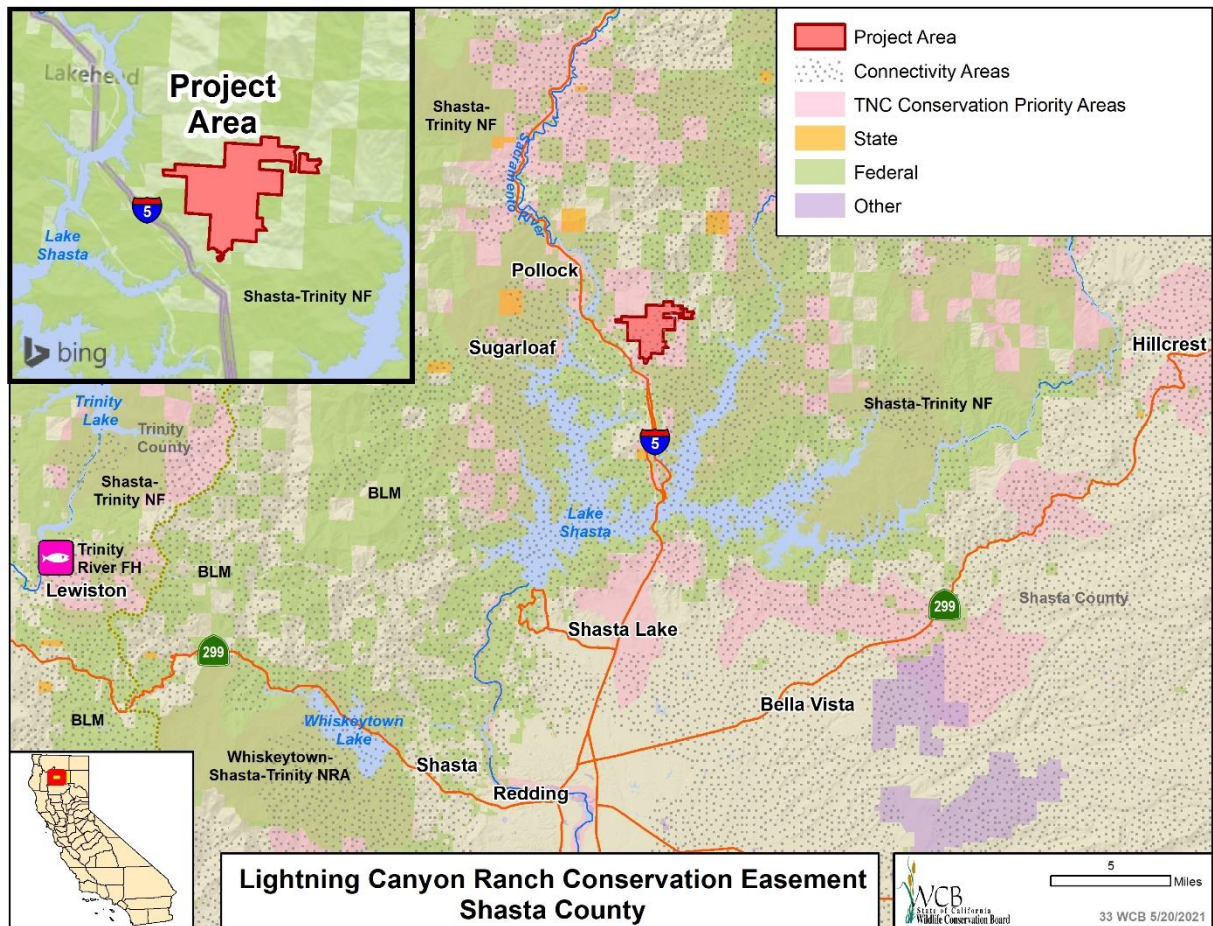 Lakehead
Project
Area
5
Lake
Shasta
Shasta-Trinity NF
bing
Project Area
Connectivity Areas
TNC Conservation Priority Areas
State
Federal
Other
Shasta-
Trinity NF
Sacramento
River
Pollock
Sugarloaf
Hillcrest
Shasta-Trinity NF
5
Trinity
Lake
Trinity
County
Shasta-
Trinity NF
BLM
Lake
Shasta
Trinity
River FH
Lewiston
BLM
299
Shasta County
299
Shasta Lake
BLM
Whiskeytown
Lake
Bella Vista
Whiskeytown-
Shasta-Trinity NRA
Shasta
Redding
Lightning Canyon Ranch Conservation Easement
Shasta County
5
Miles
WCB
State of California
Wildlife Conservation Board
33 WCB 5/20/2021